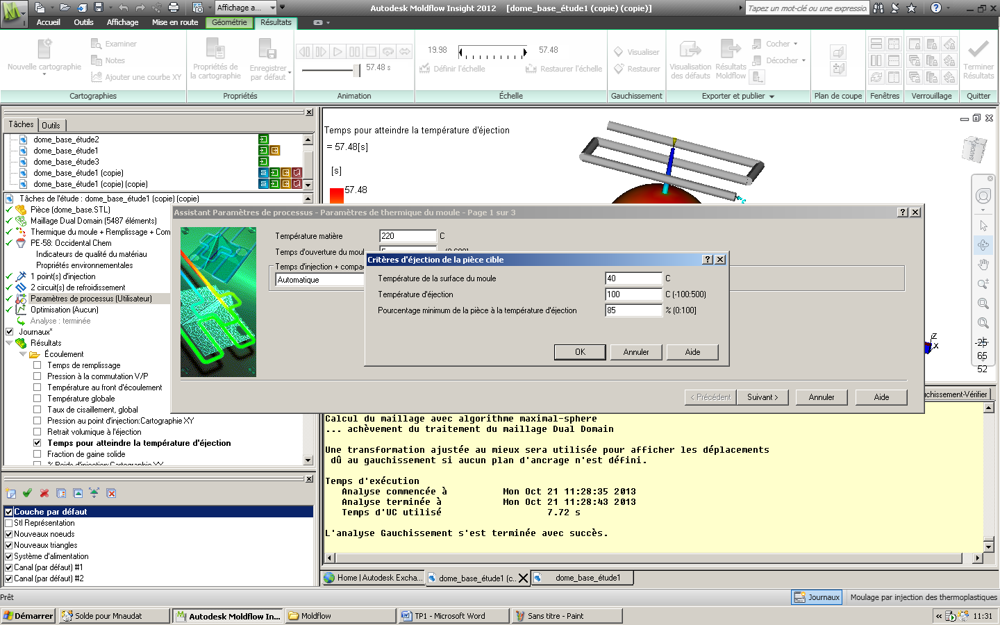 Affichage a...
Autodesk Moldflow Insight 2012 [dome_base_étude1 (copie) (copie)]
Tapez un mot-clé ou une expressio
Accueil
Outils
Affichage
Mise en route
Géométrie
Résultats
Nouvelle cartographie
Examiner
Notes
Ajouter une courbe XY
Cartographies
Propriétés de
la cartographie
Enregistrer
par défaut
Propriétés
57.48 s
Animation
19.98
57.48
Définir l'échelle
Restaurer l'échelle
Échelle
Visualiser
Restaurer
Gauchissement
Visualisation
des défauts
Résultats
Moldflow
Cocher
Décocher
Exporter et publier
Plan de coupe
Fenêtres
Verrouillage
Terminer
Résultats
Quitter
Tâches
Outils
dome_base_étude2
dome_base_étude1
dome_base_étude3
dome_base_étude1 (copie)
dome_base_étude1 (copie) (copie)
Tâches de l'étude : dome_base_étude1 (copie) (copie)
Pièce (dome_base.STL)
Maillage Dual Domain (5487 éléments)
Thermique du moule + Remplissage + Com
PE-58: Occidental Chem
Indicateurs de qualité du matériau
Propriétés environnementales
1 point(s) d'injection
2 circuit(s) de refroidissement
Paramètres de processus (Utilisateur)
Optimisation (Aucun)
Analyse : terminée
Journaux*
Résultats
Écoulement
Temps de remplissage
Pression à la commutation V/P
Température au front d'écoulement
Température globale
Taux de cisaillement, global
Pression au point d'injection:Cartographie XY
Retrait volumique à l'éjection
Temps pour atteindre la température d'éjection
Fraction de gaine solide
% Poids d'injection:Cartographie XY
Couche par défaut
Stl Représentation
Nouveaux noeuds
Nouveaux triangles
Système d'alimentation
Canal (par défaut) #1
Canal (par défaut) #2
Temps pour atteindre la température d'éjection
= 57.48[s]
[s]
57.48
Z
X
-25
65
52
Assistant Paramètres de processus - Paramètres de thermique du moule - Page 1 sur 3
Température matière
220
C
Temps d'ouverture du moul
Temps d'injection + compa
Automatique
Critères d'éjection de la pièce cible
Température de la surface du moule
40
C
Température d'éjection
100
C (-100:500)
Pourcentage minimum de la pièce à la température d'éjection
85
% (0:100]
OK
Annuler
Aide
< Précédent
Suivant >
Annuler
Aide
uchissement-Vérifier
Calcul du maillage avec algorithme maximal-sphere
... achèvement du traitement du maillage Dual Domain
Une transformation ajustée au mieux sera utilisée pour afficher les déplacements
dû au gauchissement si aucun plan d'ancrage n'est défini.
Temps d'exécution
Analyse commencée à Mon Oct 21 11:28:35 2013
Analyse terminée à Mon Oct 21 11:28:43 2013
Temps d'UC utilisé 7.72 s
L'analyse Gauchissement s'est terminée avec succès.
Home | Autodesk Excha...
dome_base_étude1 (c..
dome_base_étude1
Prêt
Journaux
Moulage par injection des thermoplastiques
Démarrer
Solde pour Mnaudat
Autodesk Moldflow In...
Moldflow
TP1 - Microsoft Word
Sans titre - Paint
11:31